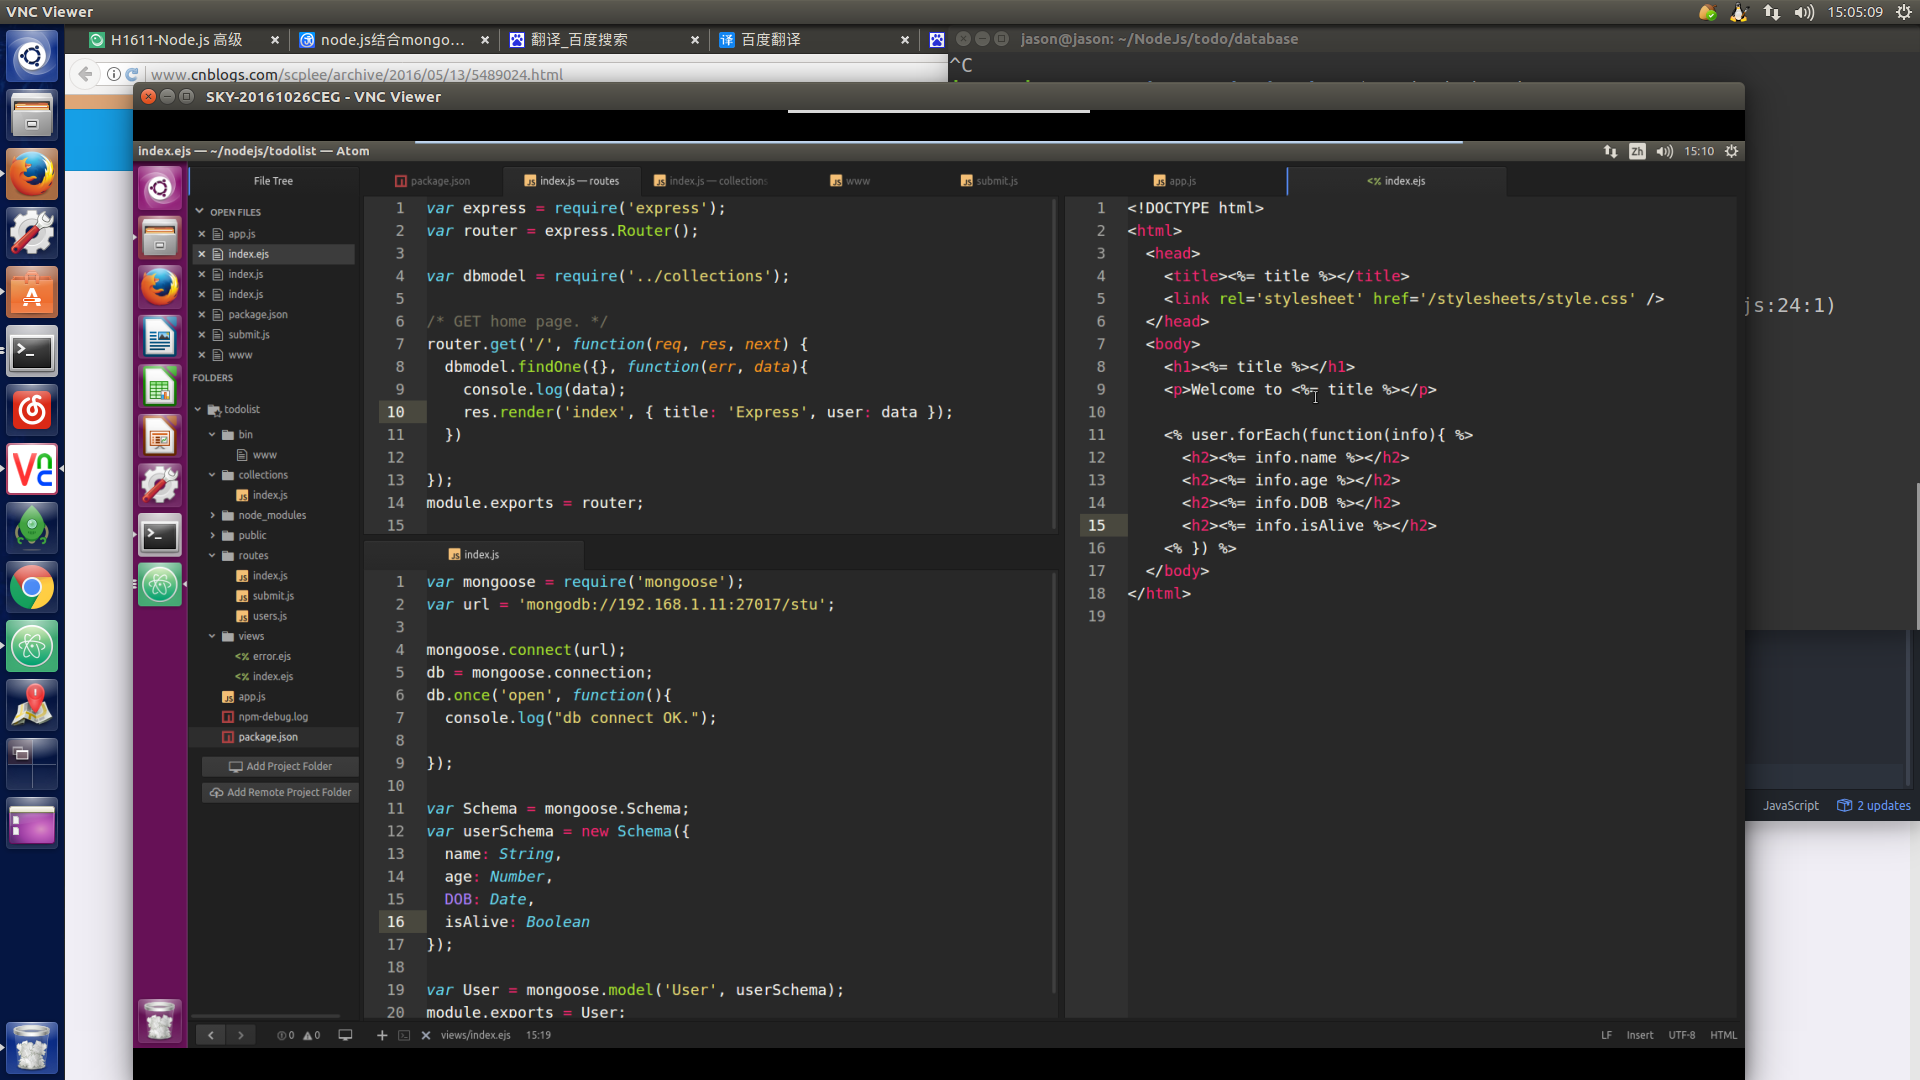 VNC Viewer
15:05:09
H1611-Node.js 高级
node.js结合mongo...
翻译_百度搜索
百度翻译
jason@jason: ~/NodeJs/todo/database
www.cnblogs.com/scplee/archive/2016/05/13/5489024.html
^C
SKY-20161026CEG - VNC Viewer
index.ejs — ~/nodejs/todolist — Atom
Zh
15:10
File Tree
OPEN FILES
app.js
index.ejs
index.js
index.js
package.json
submit.js
www
FOLDERS
todolist
bin
www
collections
index.js
node_modules
public
routes
index.js
submit.js
users.js
views
error.ejs
index.ejs
app.js
npm-debug.log
package.json
Add Project Folder
Add Remote Project Folder
package.json
index.js — routes
index.js — collections
www
submit.js
app.js
<% index.ejs
1 var express = require('express');
2 var router = express.Router();
3
4 var dbmodel = require('../collections');
5
6 /* GET home page. */
7 router.get('/', function(req, res, next) {
8 dbmodel.findOne({}, function(err, data){
9 console.log(data);
10 res.render('index', { title: 'Express', user: data });
11 })
12
13 });
14 module.exports = router;
15
index.js
1 var mongoose = require('mongoose');
2 var url = 'mongodb://192.168.1.11:27017/stu';
3
4 mongoose.connect(url);
5 db = mongoose.connection;
6 db.once('open', function(){
7 console.log("db connect OK.");
8
9 });
10
11 var Schema = mongoose.Schema;
12 var userSchema = new Schema({
13 name: String,
14 age: Number,
15 DOB: Date,
16 isAlive: Boolean
17 });
18
19 var User = mongoose.model('User', userSchema);
20 module.exports = User;
1 <!DOCTYPE html>
2 <html>
3 <head>
4 <title><%= title %></title>
5 <link rel='stylesheet' href='/stylesheets/style.css' />
6 </head>
7 <body>
8 <h1><%= title %></h1>
9 <p>Welcome to <%= title %></p>
10
11 <% user.forEach(function(info){ %>
12 <h2><%= info.name %></h2>
13 <h2><%= info.age %></h2>
14 <h2><%= info.DOB %></h2>
15 <h2><%= info.isAlive %></h2>
16 <% }) %>
17 </body>
18 </html>
19
js:24:1)
JavaScript
2 updates
0
0
views/index.ejs
15:19
LF
Insert
UTF-8
HTML